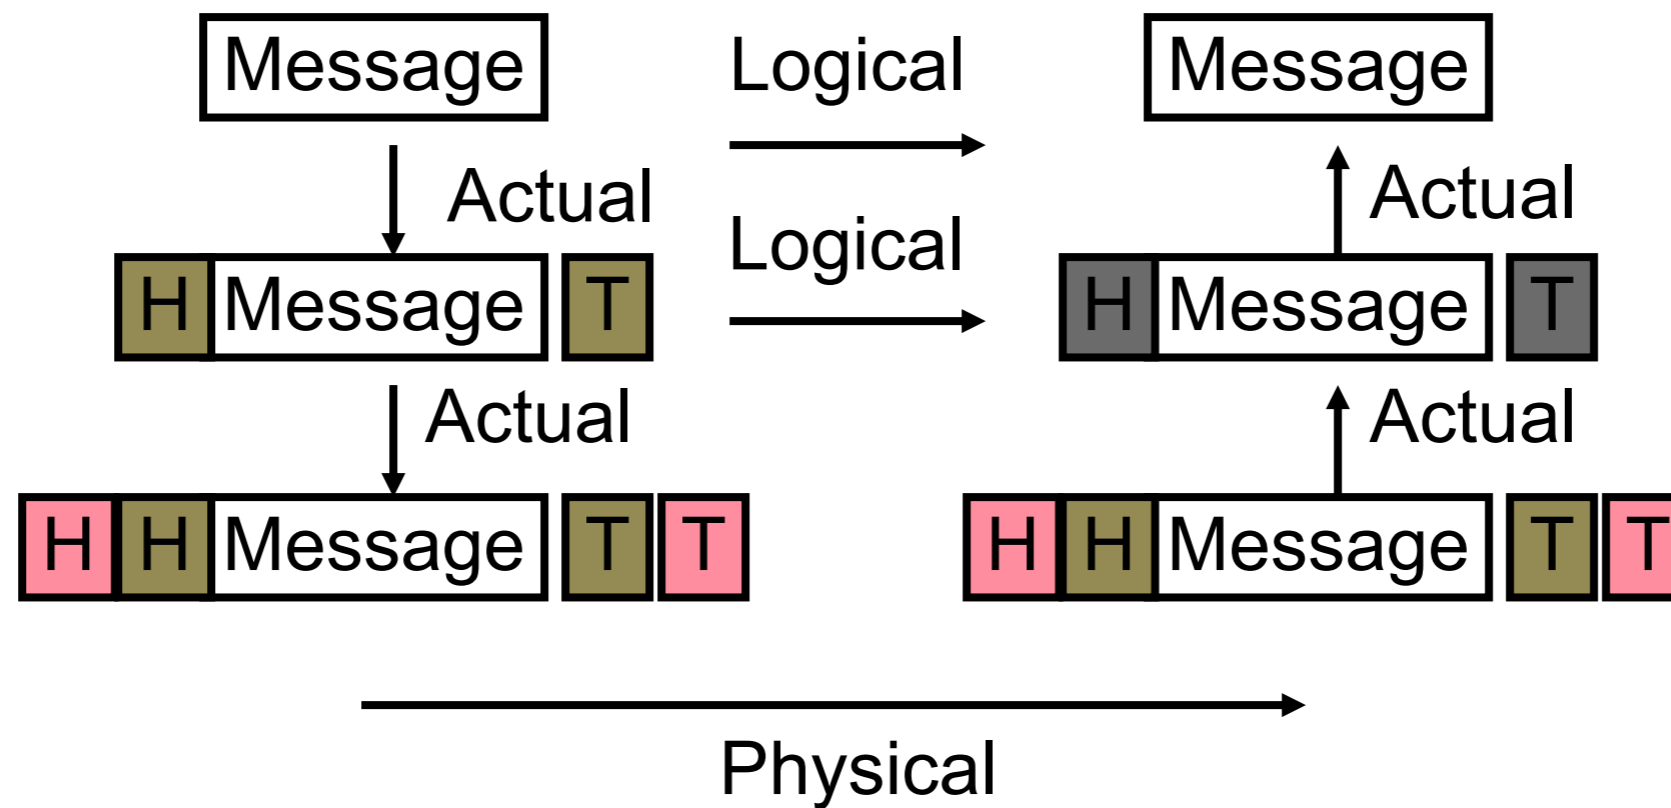 Message Logical Message
Actual Actual
Logical
H Message T H Message T
Actual Actual
H H Message T T H H Message T T
Physical